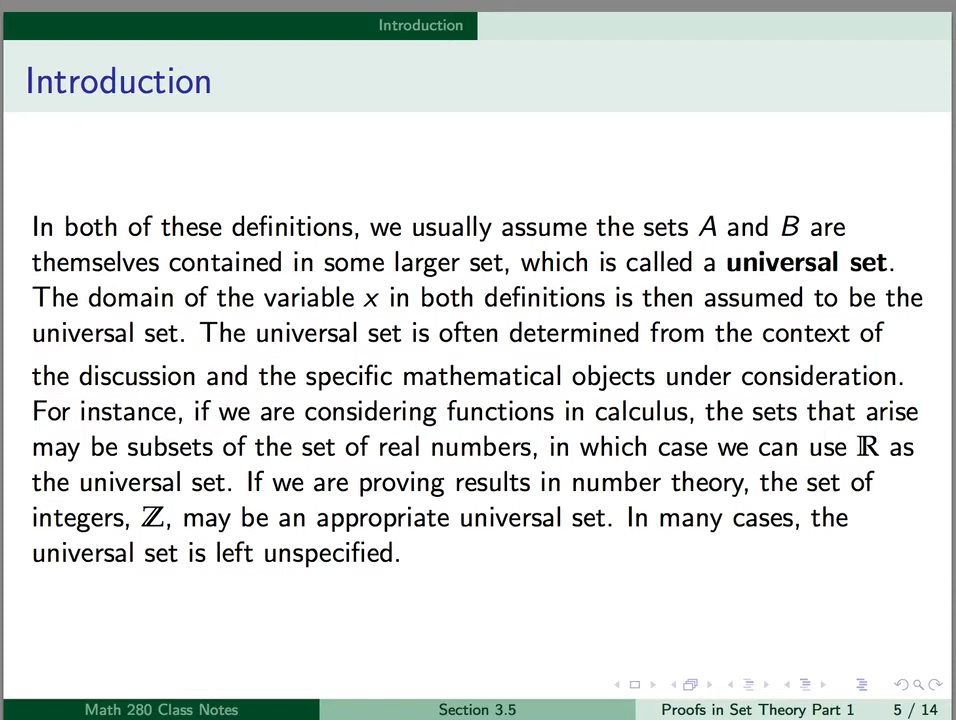 Introduction
Introduction
In both of these definitions, we usually assume the sets A and B are
themselves contained in some larger set, which is called a universal set.
The domain of the variable x in both definitions is then assumed to be the
universal set. The universal set is often determined from the context of
the discussion and the specific mathematical objects under consideration.
For instance, if we are considering functions in calculus, the sets that arise
may be subsets of the set of real numbers, in which case we can use ℝ as
the universal set. If we are proving results in number theory, the set of
integers, ℤ, may be an appropriate universal set. In many cases, the
universal set is left unspecified.
Math 280 Class Notes Section 3.5 Proofs in Set Theory Part 1 5 / 14